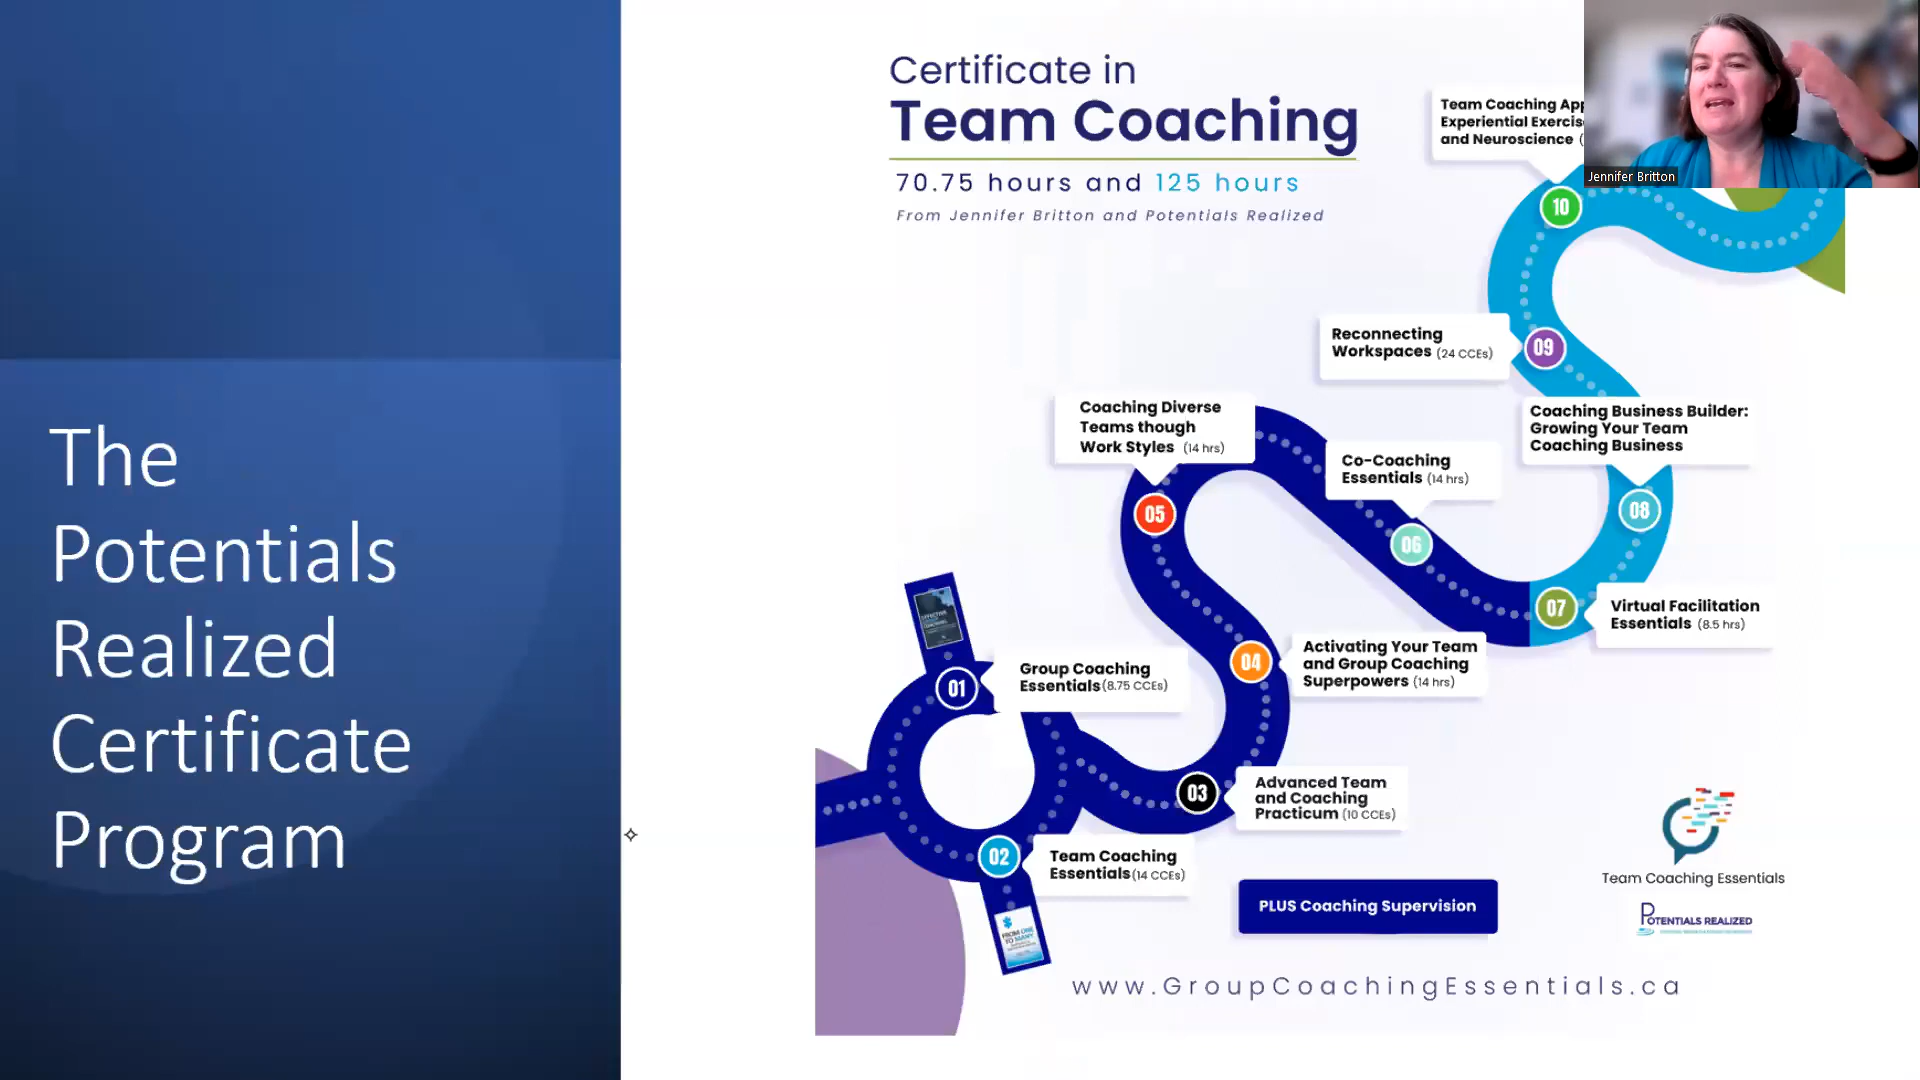 The
Potentials
Realized
Certificate
Program
Certificate in
Team Coaching
70.75 hours and 125 hours
From Jennifer Britton and Potentials Realized
Team Coaching App
Experiential Exercis
and Neuroscience (
Jennifer Britton
10
Reconnecting
Workspaces (24 CCEs)
09
Coaching Diverse
Teams though
Work Styles (14 hrs)
05
Co-Coaching
Essentials (14 hrs)
06
Coaching Business Builder:
Growing Your Team
Coaching Business
08
07
Virtual Facilitation
Essentials (8.5 hrs)
04
Activating Your Team
and Group Coaching
Superpowers (14 hrs)
01
Group Coaching
Essentials (8.75 CCEs)
03
Advanced Team
and Coaching
Practicum (10 CCEs)
02
Team Coaching
Essentials (14 CCEs)
FROM ONE
TO MANY
PLUS Coaching Supervision
Team Coaching Essentials
POTENTIALS REALIZED
www.GroupCoachingEssentials.ca